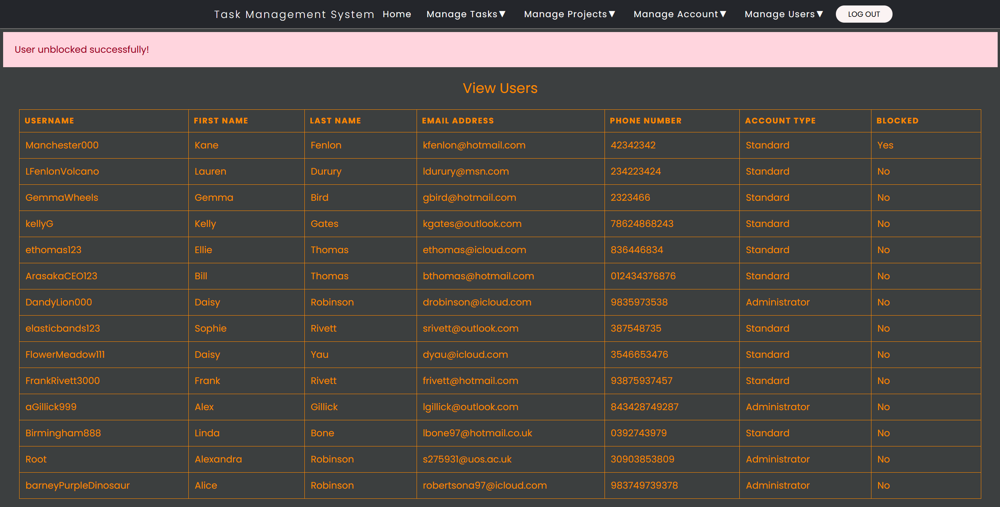 Task Management System Home Manage Tasks▼ Manage Projects▼ Manage Account▼ Manage Users▼ LOG OUT
User unblocked successfully!
View Users
USERNAME FIRST NAME LAST NAME EMAIL ADDRESS PHONE NUMBER ACCOUNT TYPE BLOCKED
Manchester000 Kane Fenlon kfenlon@hotmail.com 42342342 Standard Yes
LFenlonVolcano Lauren Durury ldurury@msn.com 234223424 Standard No
GemmaWheels Gemma Bird gbird@hotmail.com 2323466 Standard No
kellyG Kelly Gates kgates@outlook.com 78624868243 Standard No
ethomas123 Ellie Thomas ethomas@icloud.com 836446834 Standard No
ArasakaCEO123 Bill Thomas bthomas@hotmail.com 012434376876 Standard No
DandyLion000 Daisy Robinson drobinson@icloud.com 9835973538 Administrator No
elasticbands123 Sophie Rivett srivett@outlook.com 387548735 Standard No
FlowerMeadow111 Daisy Yau dyau@icloud.com 3546653476 Standard No
FrankRivett3000 Frank Rivett frivett@hotmail.com 93875937457 Standard No
aGillick999 Alex Gillick lgillick@outlook.com 843428749287 Administrator No
Birmingham888 Linda Bone lbone97@hotmail.co.uk 0392743979 Standard No
Root Alexandra Robinson s275931@uos.ac.uk 30903853809 Administrator No
barneyPurpleDinosaur Alice Robinson robertsona97@icloud.com 983749739378 Administrator No